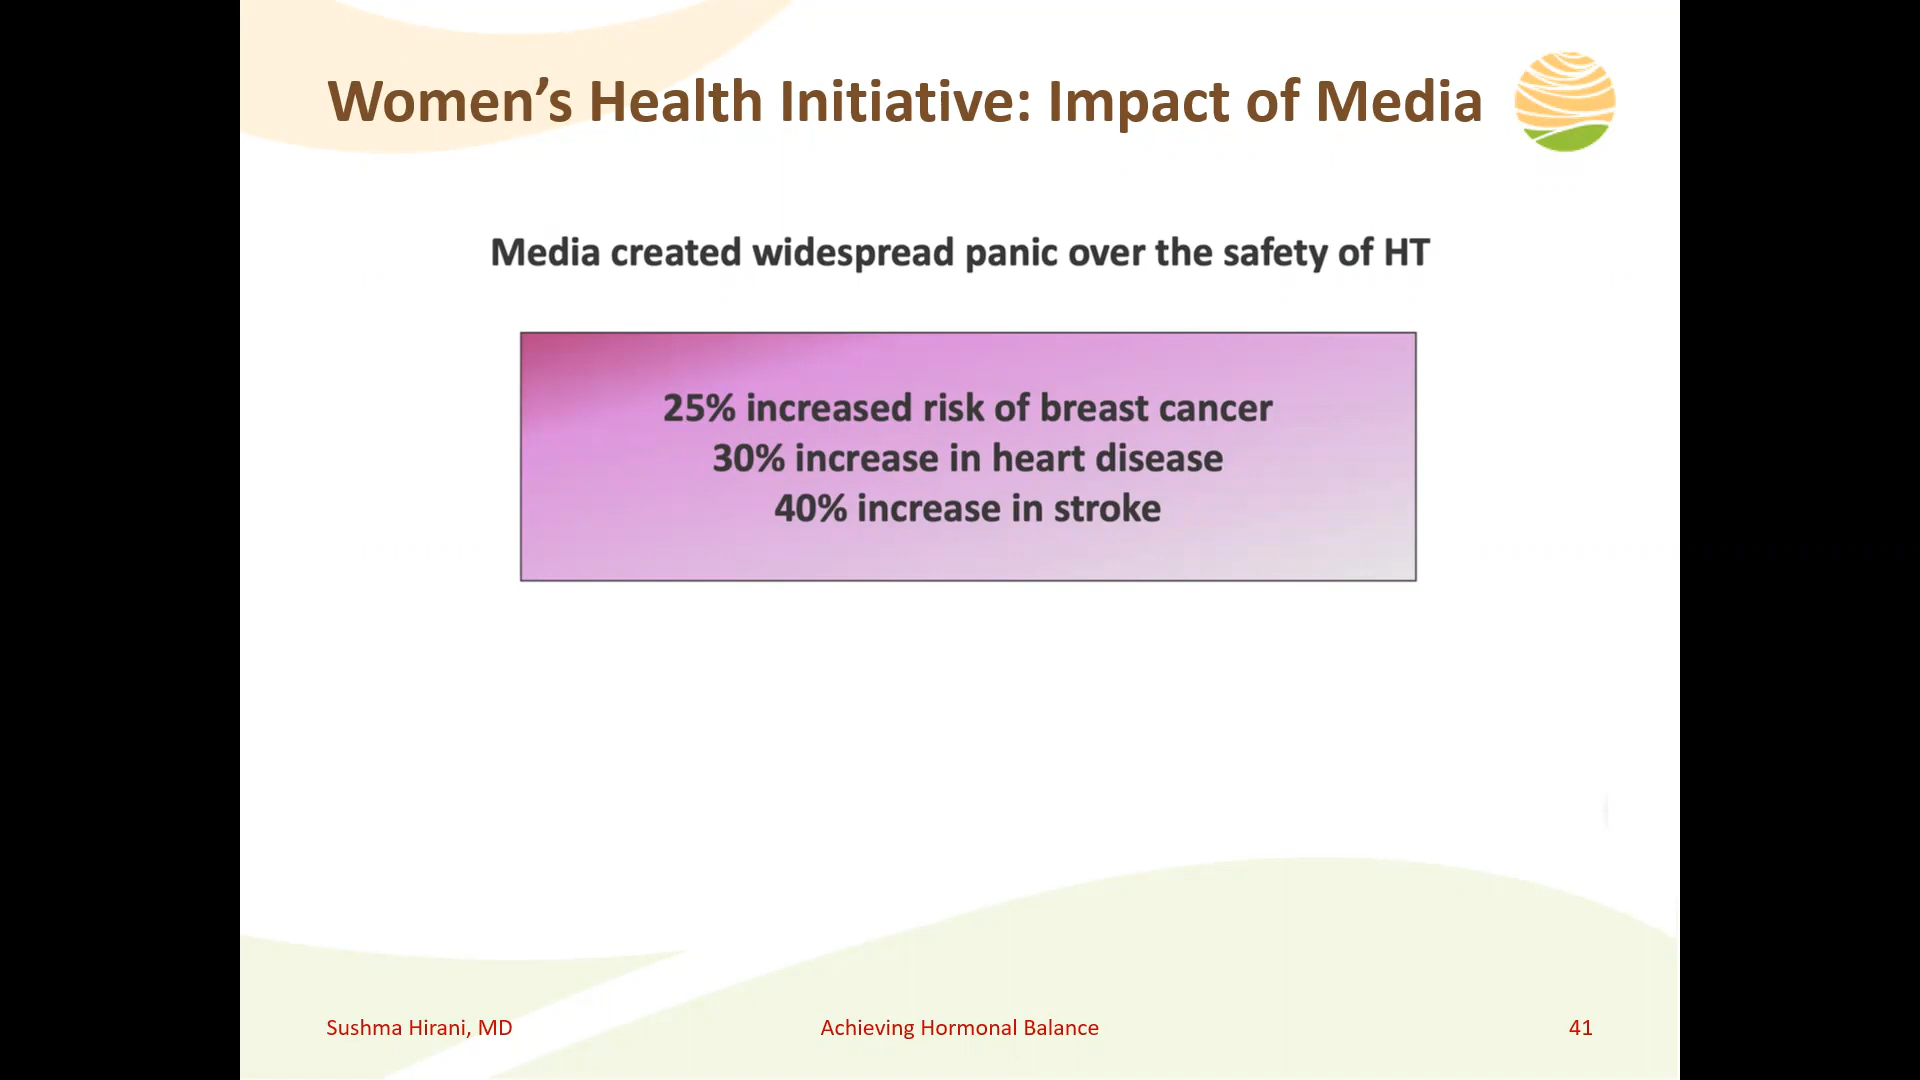 Women’s Health Initiative: Impact of Media
Media created widespread panic over the safety of HT
25% increased risk of breast cancer
30% increase in heart disease
40% increase in stroke
Sushma Hirani, MD
Achieving Hormonal Balance
41